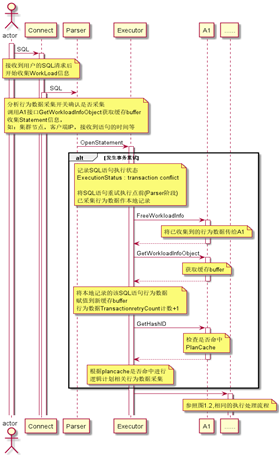 actor
Connect
Parser
Executor
A1
......
SQL
接收到用户的SQL请求后
开始收集WorkLoad信息
SQL
分析行为数据采集开关确认是否采集
调用A1接口GetWorkloadInfoObject获取缓存buffer
收集Statement信息。
如：集群节点，客户端IP，接收到语句的时间等
OpenStatement
alt
[发生事务重试]
记录SQL语句执行状态
ExecutionStatus : transaction conflict
将SQL语句重试执行点前(Parser阶段)
已采集行为数据作本地记录
FreeWorkloadInfo
将已收集到的行为数据传给A1
GetWorkloadInfoObject
获取缓存buffer
将本地记录的该SQL语句行为数据
赋值到新缓存buffer
行为数据TransactionretryCount计数+1
GetHashID
检查是否命中
PlanCache
根据plancache是否命中进行
逻辑计划相关行为数据采集
参照图1.2,相同的执行处理流程
actor
Connect
Parser
Executor
A1
......